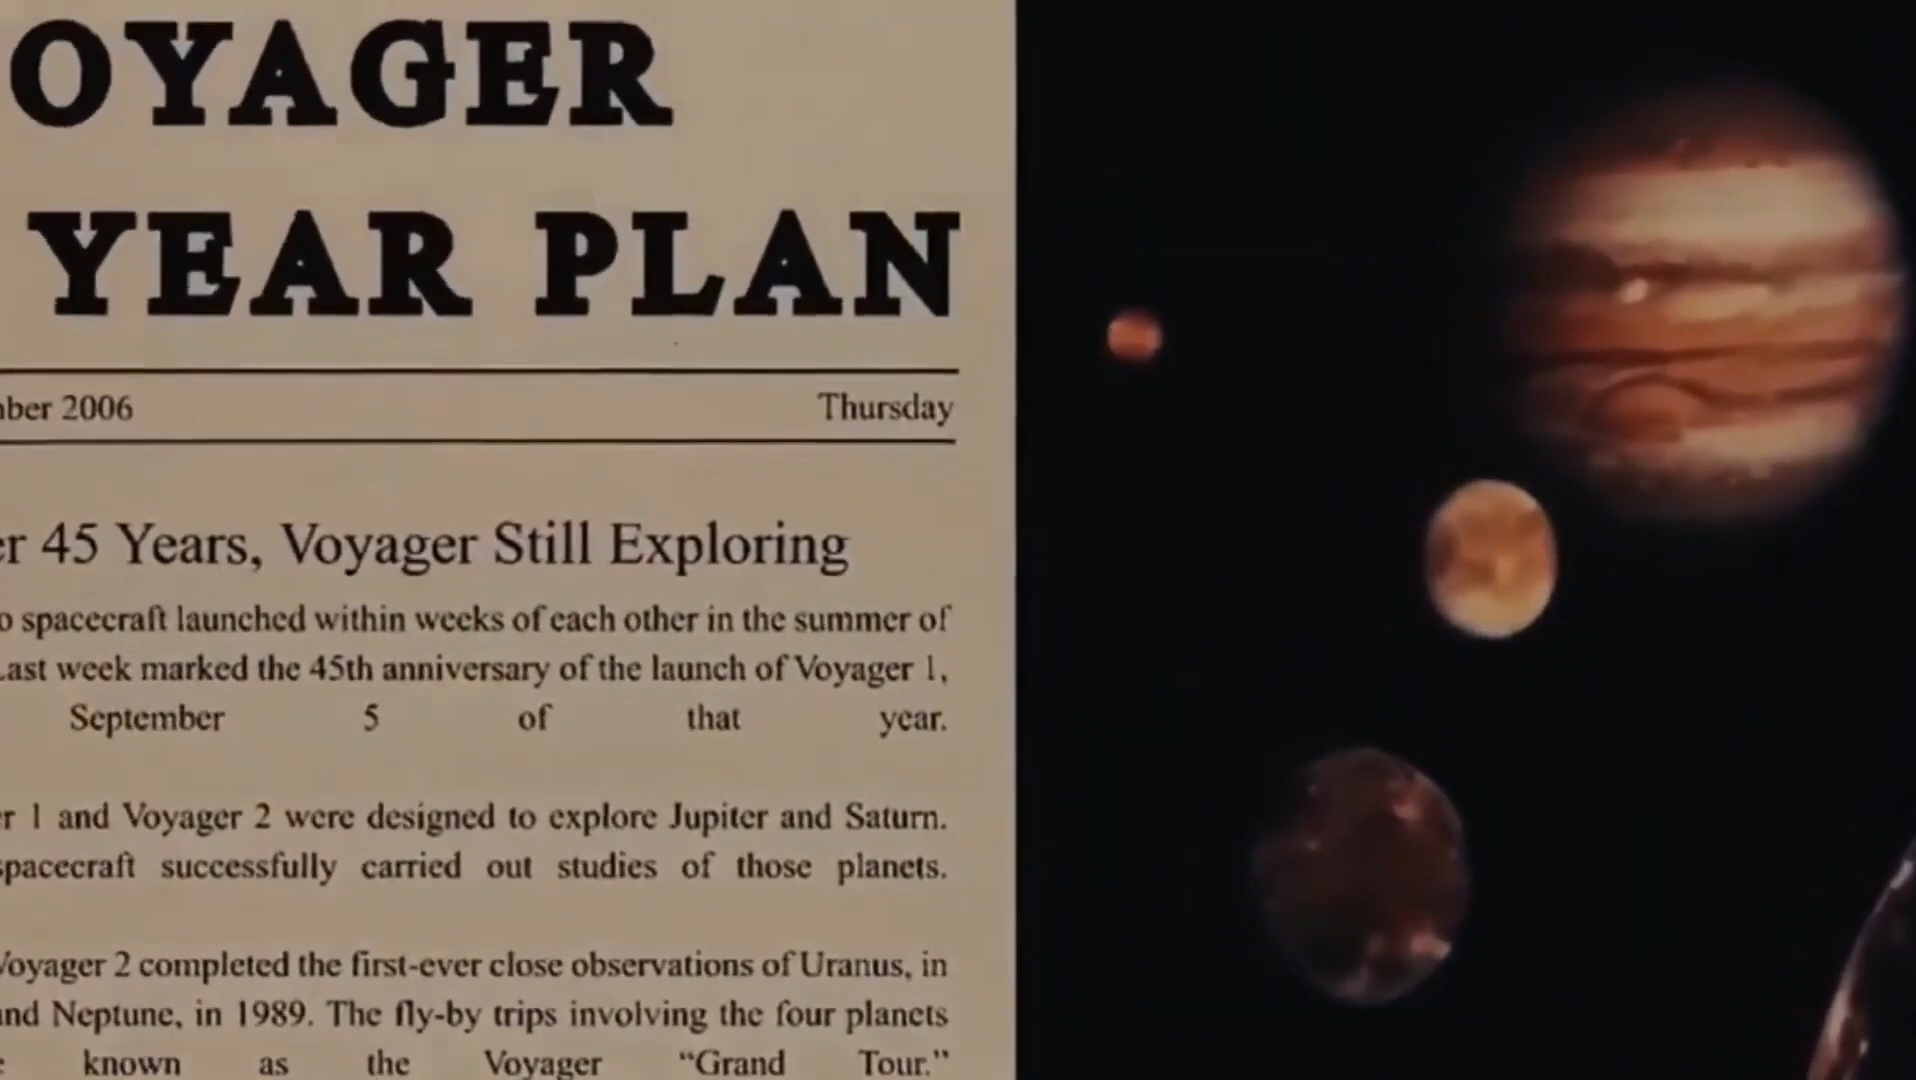 OYAGER
YEAR PLAN
ber 2006 Thursday
er 45 Years, Voyager Still Exploring
o spacecraft launched within weeks of each other in the summer of
Last week marked the 45th anniversary of the launch of Voyager 1,
September 5 of that year.
r 1 and Voyager 2 were designed to explore Jupiter and Saturn.
spacecraft successfully carried out studies of those planets.
Voyager 2 completed the first-ever close observations of Uranus, in
and Neptune, in 1989. The fly-by trips involving the four planets
known as the Voyager “Grand Tour.”